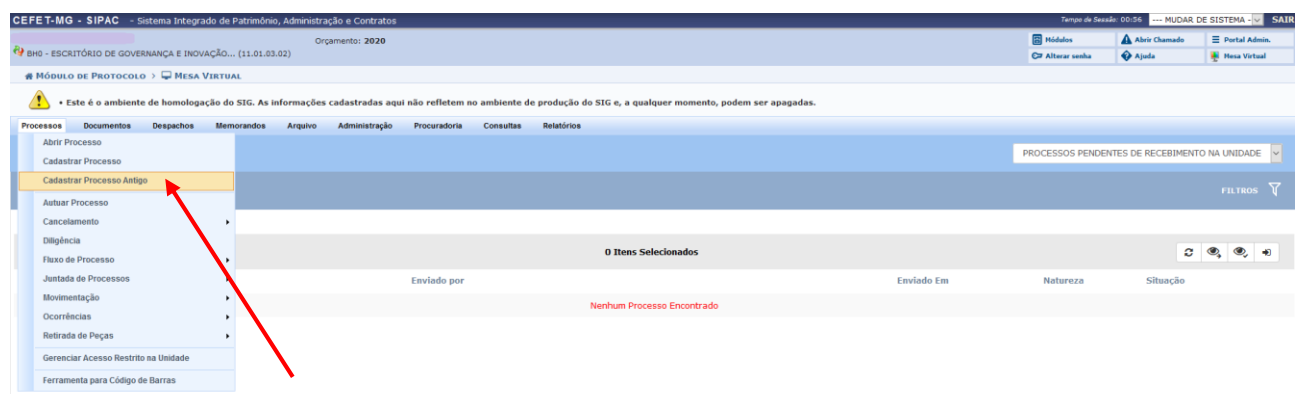 CEFET-MG - SIPAC - Sistema Integrado de Patrimônio, Administração e Contratos Tempo de Sessão: 00:56 --- MUDAR DE SISTEMA - SAIR
Orçamento: 2020 Módulos Abrir Chamado Portal Admin.
BH0 - ESCRITÓRIO DE GOVERNANÇA E INOVAÇÃO... (11.01.03.02) Alterar senha Ajuda Mesa Virtual
MÓDULO DE PROTOCOLO > MESA VIRTUAL
• Este é o ambiente de homologação do SIG. As informações cadastradas aqui não refletem no ambiente de produção do SIG e, a qualquer momento, podem ser apagadas.
Processos Documentos Despachos Memorandos Arquivo Administração Procuradoria Consultas Relatórios
Abrir Processo
PROCESSOS PENDENTES DE RECEBIMENTO NA UNIDADE
Cadastrar Processo
Cadastrar Processo Antigo
FILTROS
Autuar Processo
Cancelamento
Diligência
0 Itens Selecionados
Fluxo de Processo
Juntada de Processos
Enviado por Enviado Em Natureza Situação
Movimentação
Nenhum Processo Encontrado
Ocorrências
Retirada de Peças
Gerenciar Acesso Restrito na Unidade
Ferramenta para Código de Barras